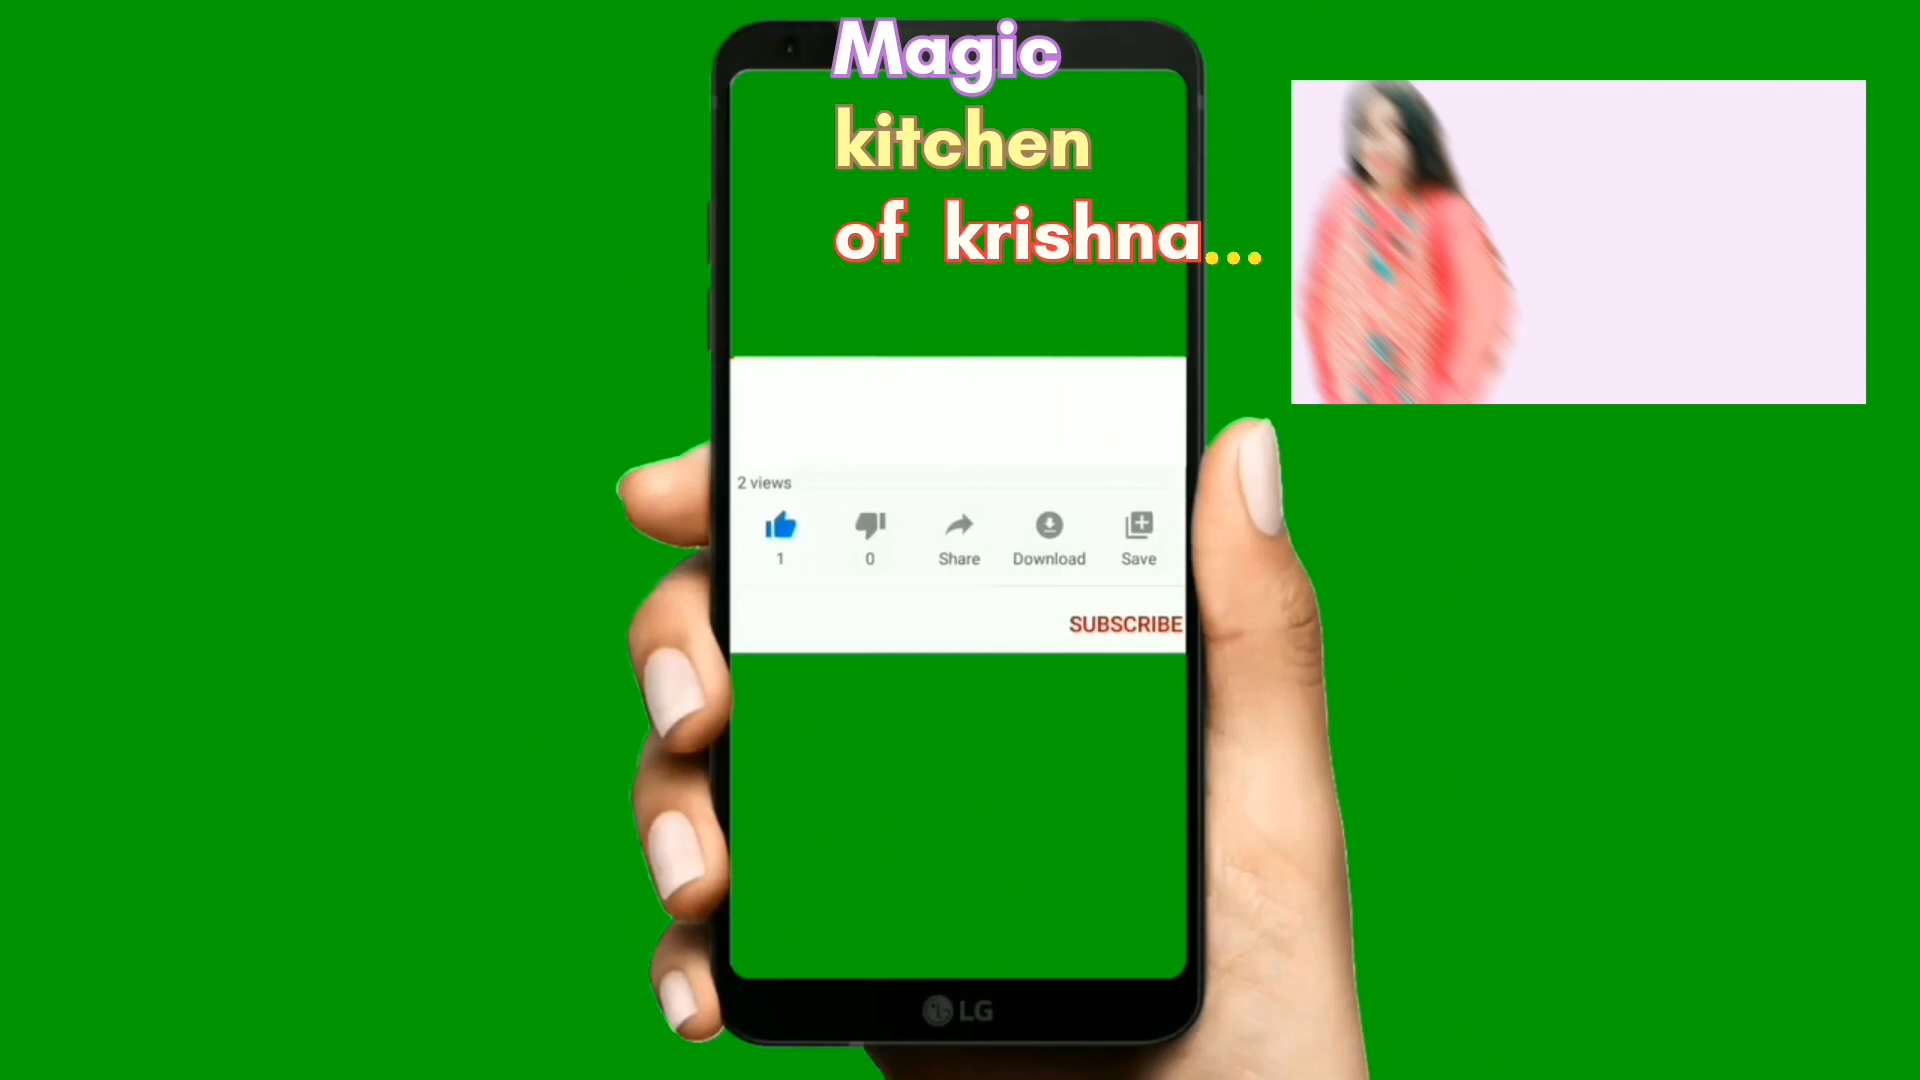 Magic
kitchen
of krishna...
2 views
1 0 Share Download Save
SUBSCRIBE
LG